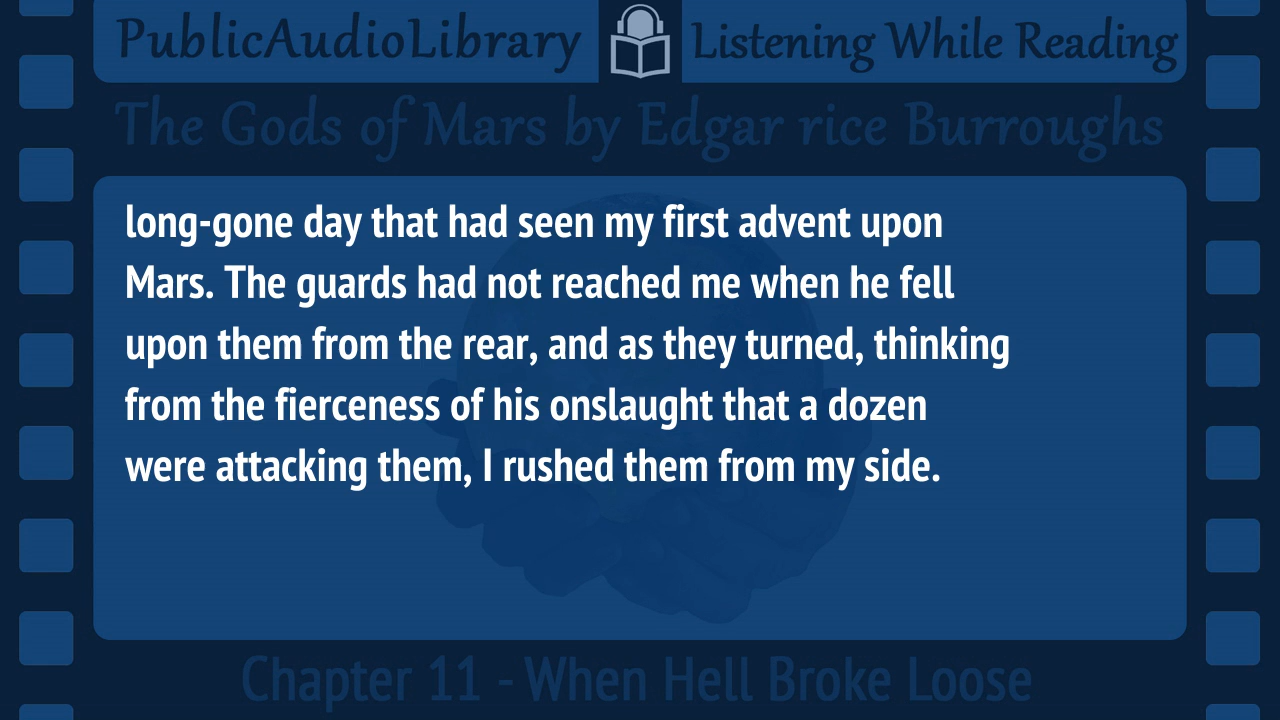 PublicAudioLibrary Listening While Reading
The Gods of Mars by Edgar rice Burroughs
long-gone day that had seen my first advent upon
Mars. The guards had not reached me when he fell
upon them from the rear, and as they turned, thinking
from the fierceness of his onslaught that a dozen
were attacking them, I rushed them from my side.
Chapter 11 - When Hell Broke Loose